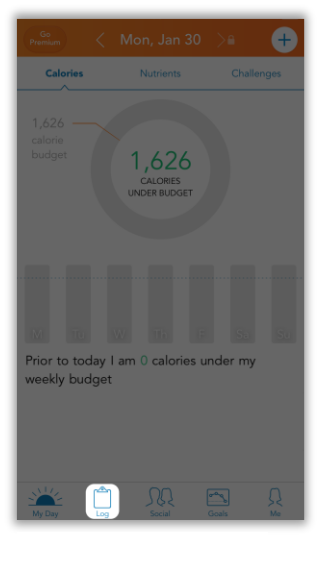 Go
Premium
Mon, Jan 30
Calories
Nutrients
Challenges
1,626
calorie
budget
1,626
CALORIES
UNDER BUDGET
M
Tu
W
Th
F
Sa
Su
Prior to today I am 0 calories under my
weekly budget
My Day
Log
Social
Goals
Me